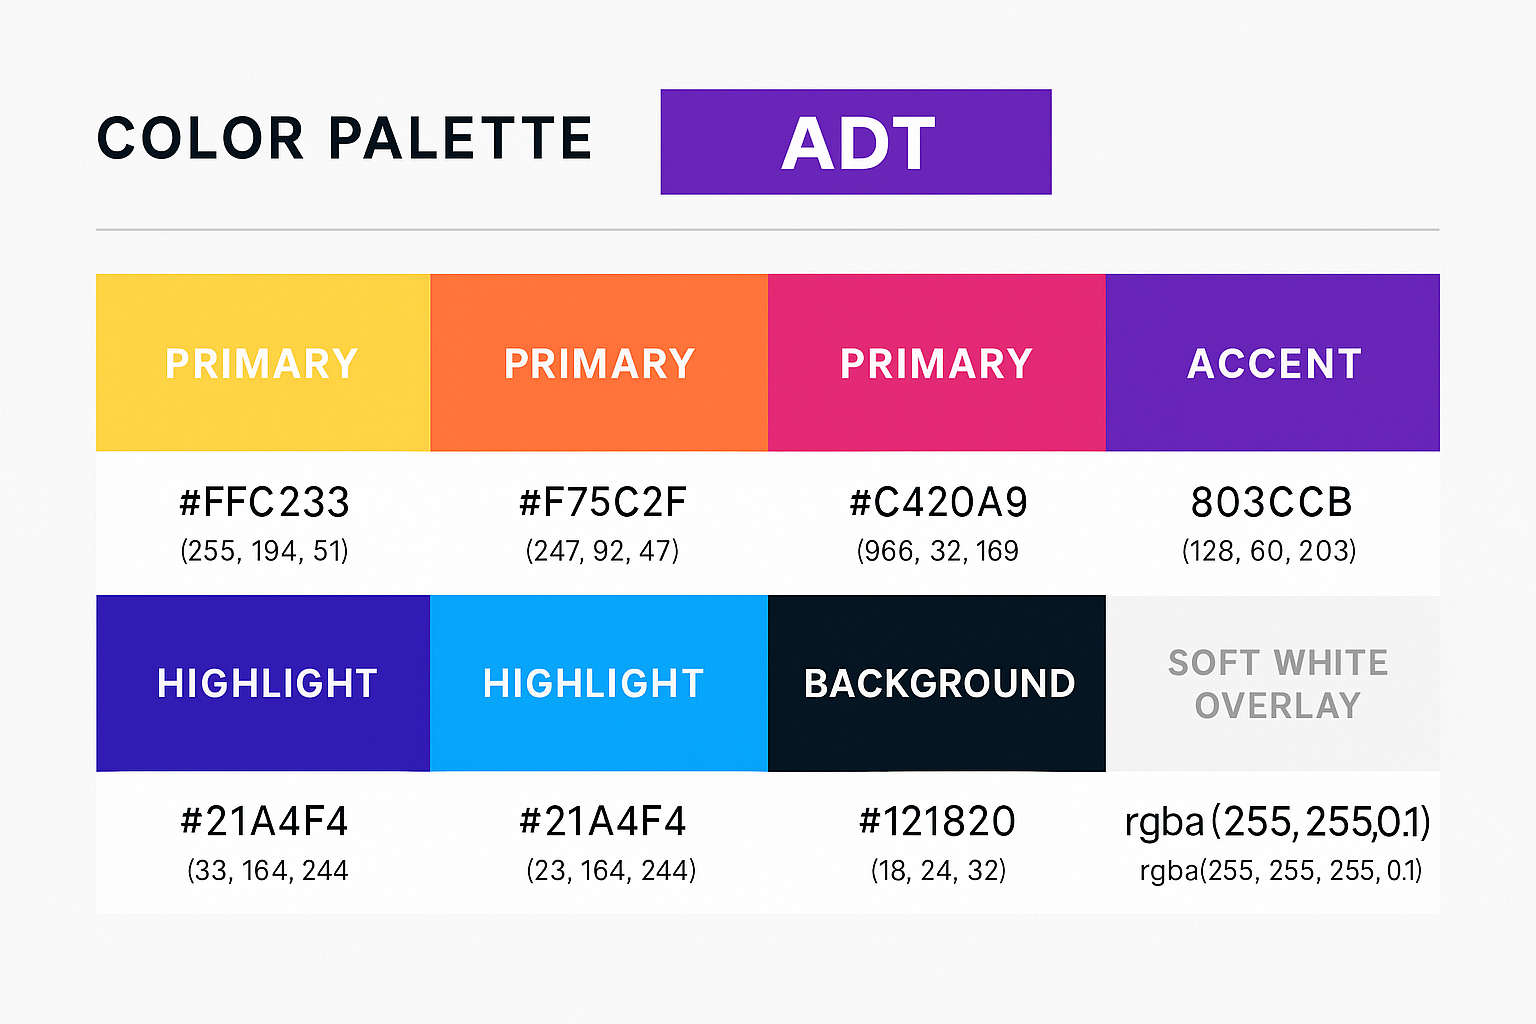 COLOR PALETTE
ADT
PRIMARY
PRIMARY
PRIMARY
ACCENT
#FFC233
#F75C2F
#C420A9
803CCB
(255, 194, 51)
(247, 92, 47)
(966, 32, 169
(128, 60, 203)
HIGHLIGHT
HIGHLIGHT
BACKGROUND
SOFT WHITE
OVERLAY
#21A4F4
#21A4F4
#121820
rgba(255, 255,0.1)
(33, 164, 244
(23, 164, 244)
(18, 24, 32)
rgba(255, 255, 255, 0.1)